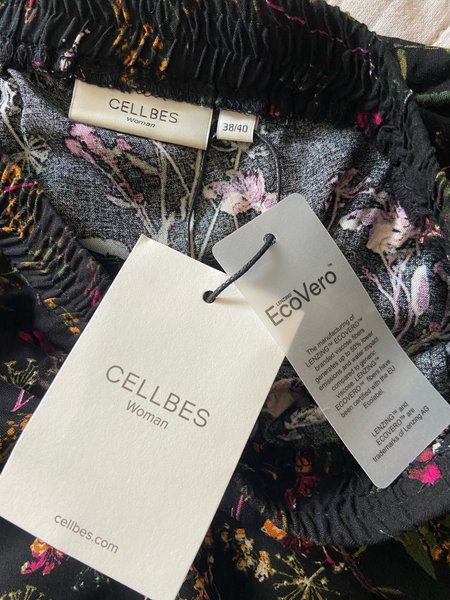 CELLBES
Woman
38/40
CELLBES
Woman
cellbes.com
LENZING
EcoVero™
The manufacturing of
LENZING™ ECOVERO™
branded viscose fibers
generates up to 50% lower
emissions and water impact
compared to generic
viscose. LENZING™
ECOVERO™ fibers have
been certified with the EU
Ecolabel.
LENZING™ and
ECOVERO™ are
trademarks of Lenzing AG